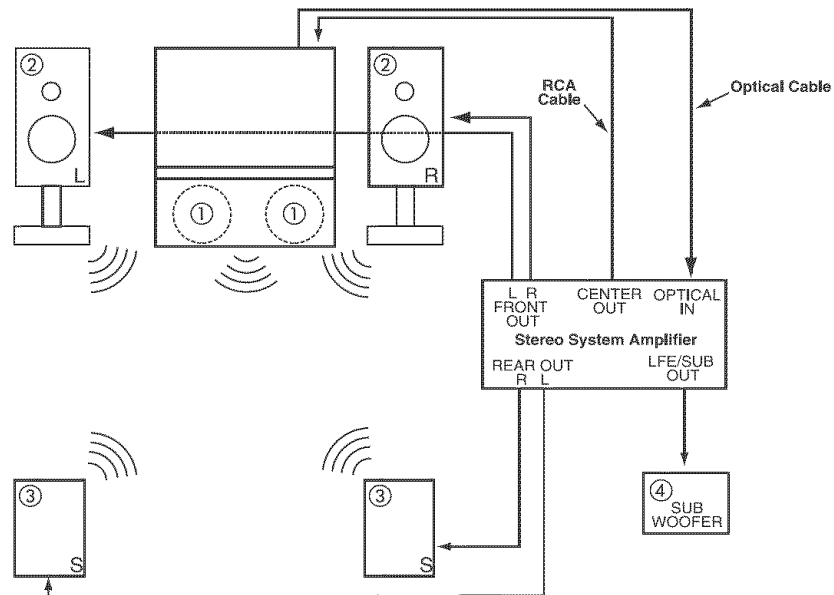 ②
②
RCA
Cable
Optical Cable
L
R
①
①
L R
FRONT
OUT
CENTER
OUT
OPTICAL
IN
Stereo System Amplifier
REAR OUT
R L
LFE/SUB
OUT
③
S
③
S
④
SUB
WOOFER